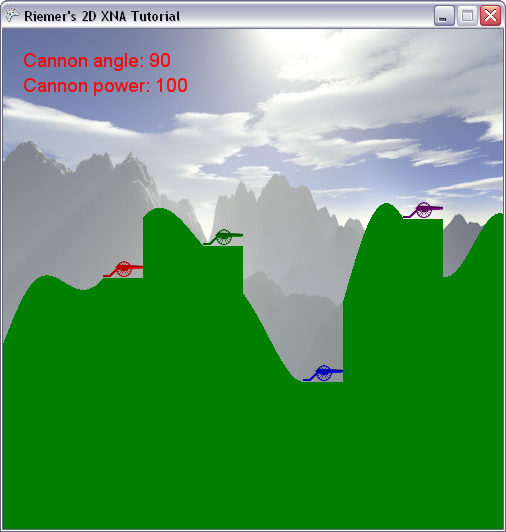 Riemer's 2D XNA Tutorial
Cannon angle: 90
Cannon power: 100